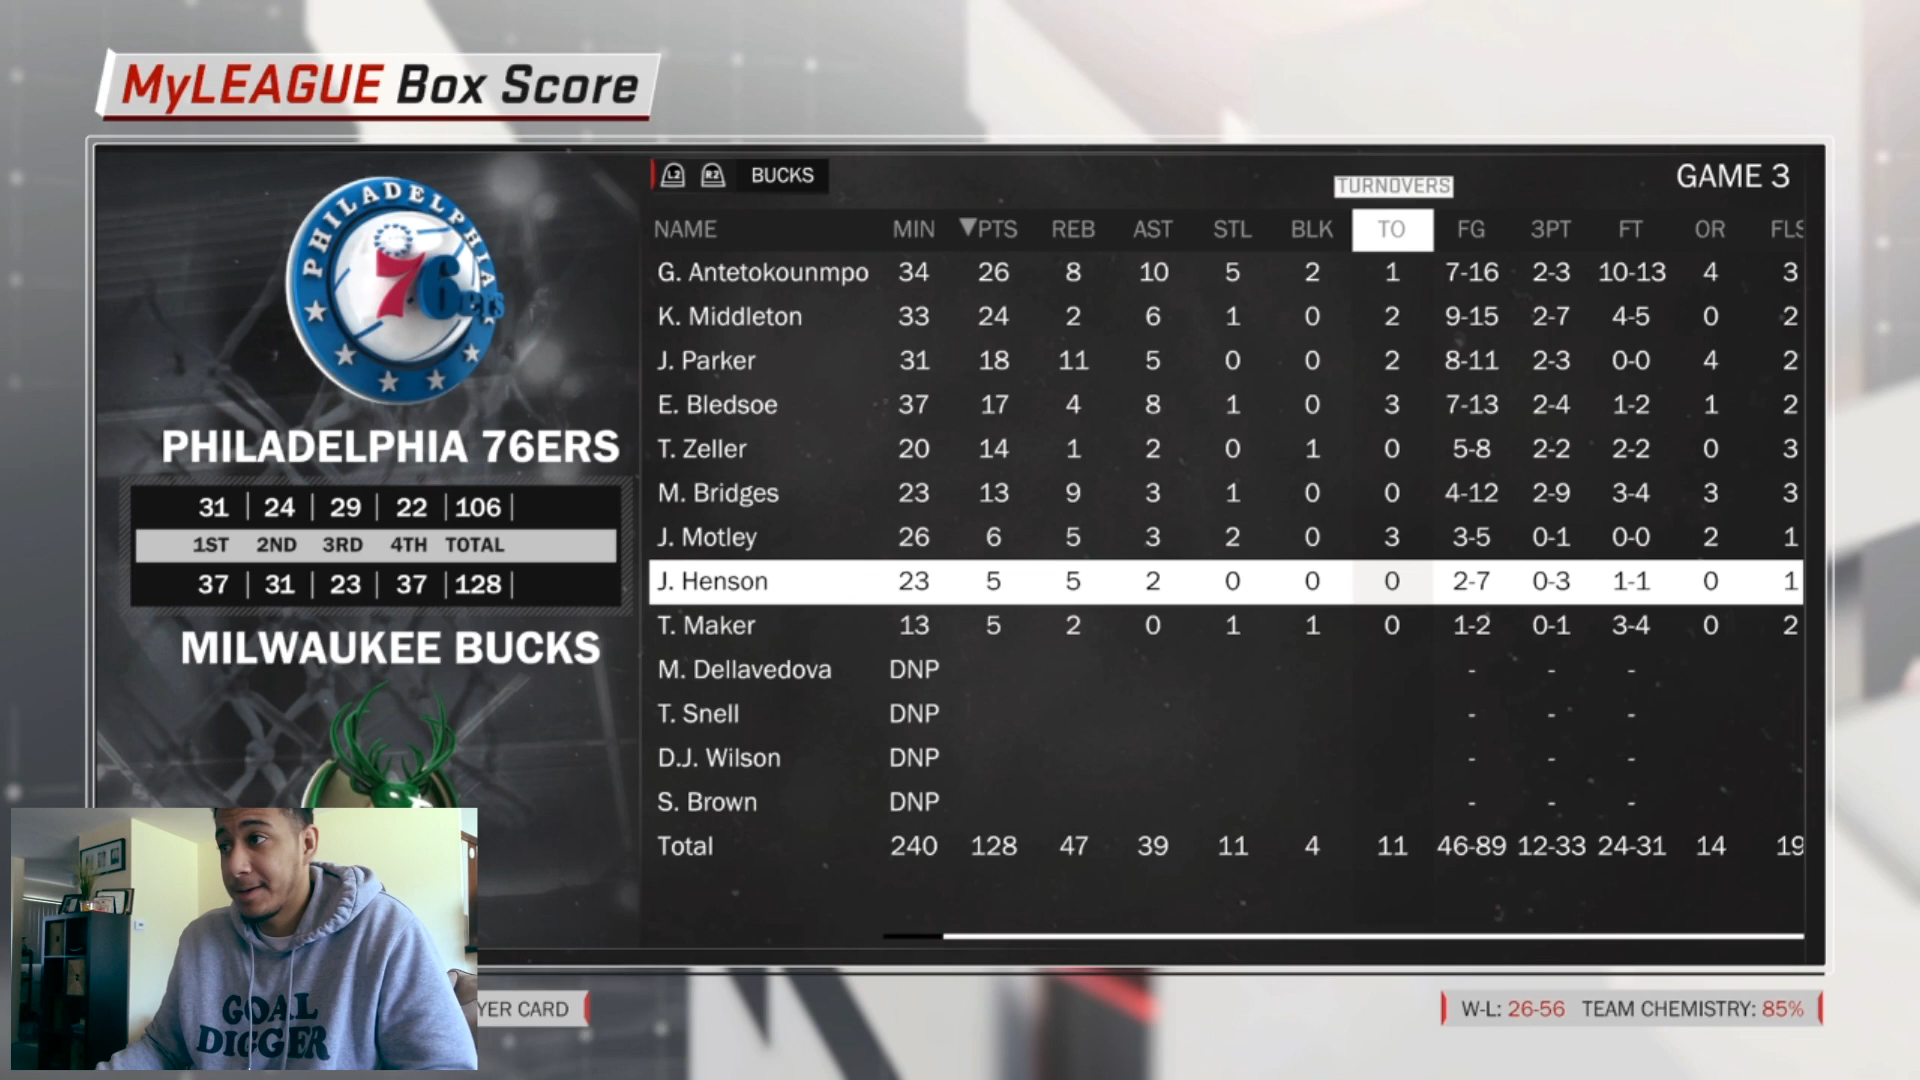 MyLEAGUE Box Score
PHILADELPHIA
76ers
PHILADELPHIA 76ERS
31 24 29 22 106
1ST 2ND 3RD 4TH TOTAL
37 31 23 37 128
MILWAUKEE BUCKS
L2 R2 BUCKS
TURNOVERS
GAME 3
NAME MIN ▼PTS REB AST STL BLK TO FG 3PT FT OR FLS
G. Antetokounmpo 34 26 8 10 5 2 1 7-16 2-3 10-13 4 3
K. Middleton 33 24 2 6 1 0 2 9-15 2-7 4-5 0 2
J. Parker 31 18 11 5 0 0 2 8-11 2-3 0-0 4 2
E. Bledsoe 37 17 4 8 1 0 3 7-13 2-4 1-2 1 2
T. Zeller 20 14 1 2 0 1 0 5-8 2-2 2-2 0 3
M. Bridges 23 13 9 3 1 0 0 4-12 2-9 3-4 3 3
J. Motley 26 6 5 3 2 0 3 3-5 0-1 0-0 2 1
J. Henson 23 5 5 2 0 0 0 2-7 0-3 1-1 0 1
T. Maker 13 5 2 0 1 1 0 1-2 0-1 3-4 0 2
M. Dellavedova DNP - - -
T. Snell DNP - - -
D.J. Wilson DNP - - -
S. Brown DNP - - -
Total 240 128 47 39 11 4 11 46-89 12-33 24-31 14 19
GOAL
DIGGER
YER CARD
W-L: 26-56 TEAM CHEMISTRY: 85%